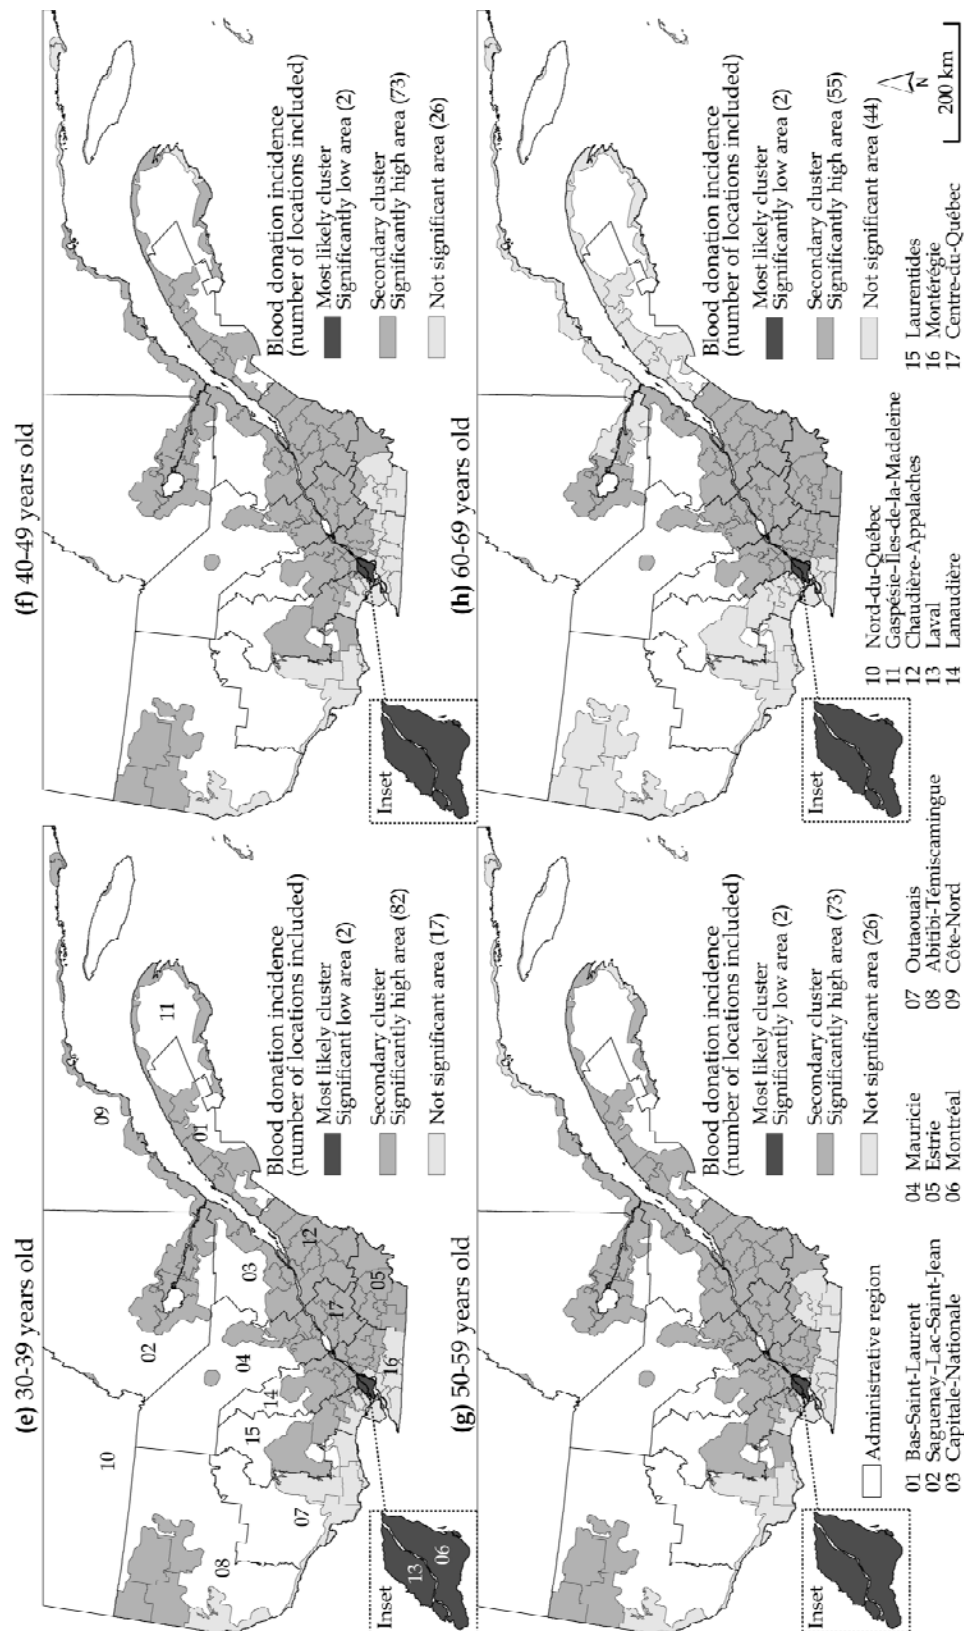 (e) 30-39 years old
10
02
09
08
15
14
04
03
01
11
07
17
12
16
05
Inset
13
06
Blood donation incidence
(number of locations included)
Most likely cluster
Significant low area (2)
Secondary cluster
Significantly high area (82)
Not significant area (17)
(f) 40-49 years old
Inset
Blood donation incidence
(number of locations included)
Most likely cluster
Significantly low area (2)
Secondary cluster
Significantly high area (73)
Not significant area (26)
(g) 50-59 years old
Inset
Blood donation incidence
(number of locations included)
Most likely cluster
Significantly low area (2)
Secondary cluster
Significantly high area (73)
Not significant area (26)
(h) 60-69 years old
Inset
Blood donation incidence
(number of locations included)
Most likely cluster
Significantly low area (2)
Secondary cluster
Significantly high area (55)
Not significant area (44)
Administrative region
01 Bas-Saint-Laurent
02 Saguenay-Lac-Saint-Jean
03 Capitale-Nationale
04 Mauricie
05 Estrie
06 Montréal
07 Outaouais
08 Abitibi-Témiscamingue
09 Côte-Nord
10 Nord-du-Québec
11 Gaspésie-Iles-de-la-Madeleine
12 Chaudière-Appalaches
13 Laval
14 Lanaudière
15 Laurentides
16 Montérégie
17 Centre-du-Québec
N
200 km